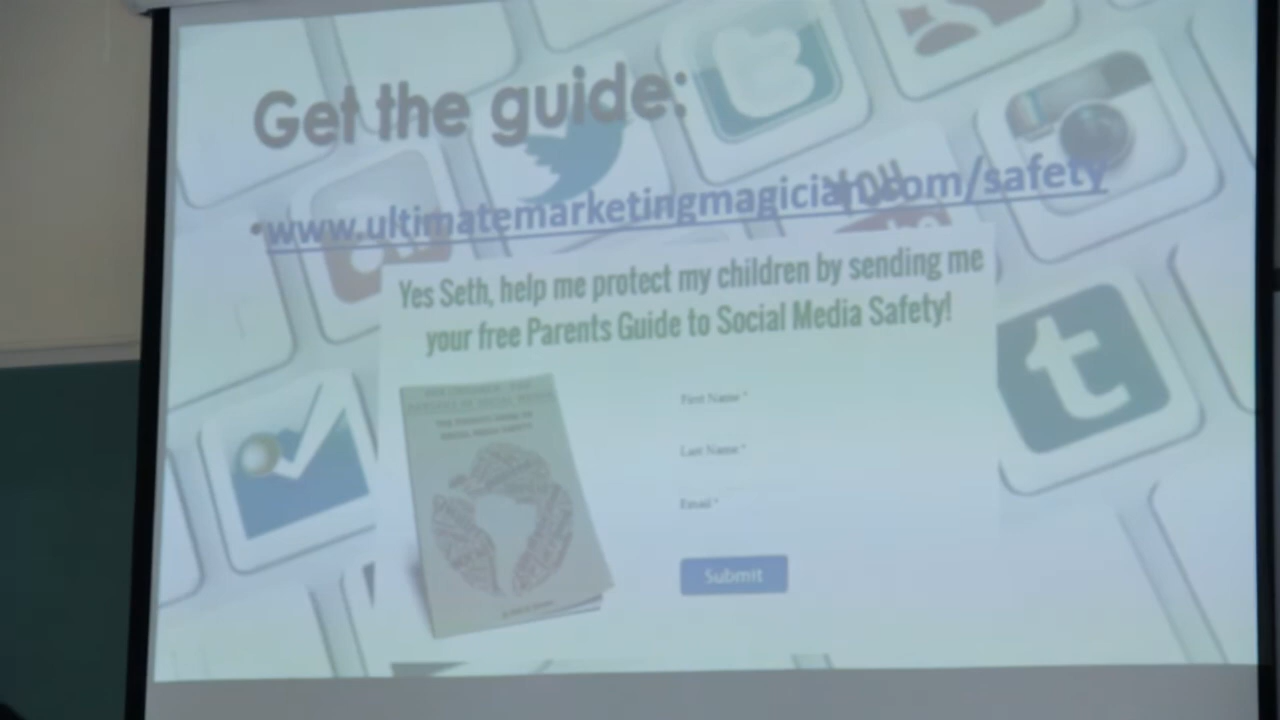 Get the guide:
•www.ultimatemarketingmagician.com/safety
Yes Seth, help me protect my children by sending me
your free Parents Guide to Social Media Safety!
First Name *
Last Name *
Email *
Submit